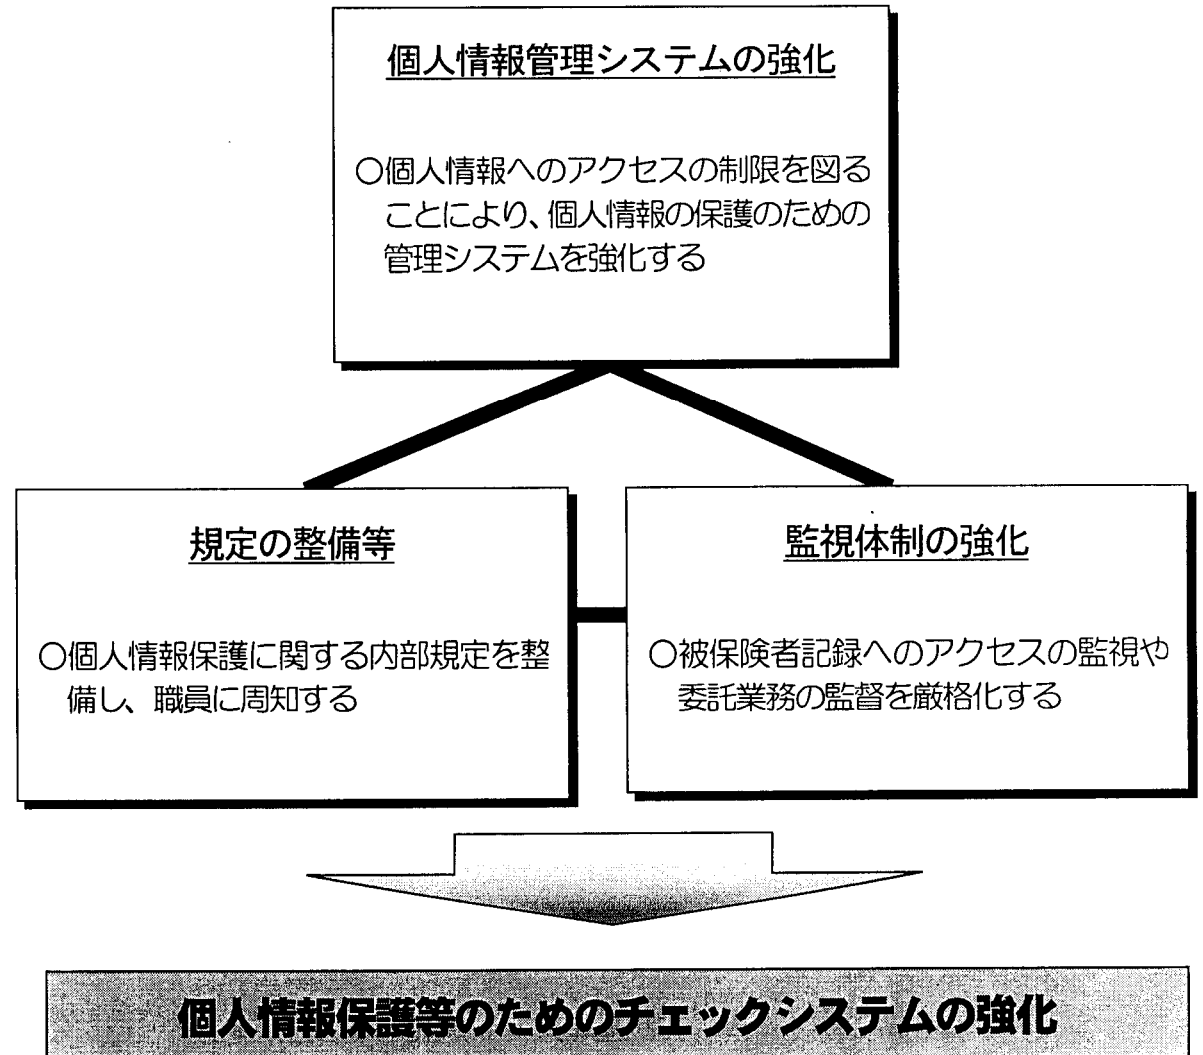 個人情報管理システムの強化
○個人情報へのアクセスの制限を図る
ことにより、個人情報の保護のための
管理システムを強化する
規定の整備等
○個人情報保護に関する内部規定を整
備し、職員に周知する
監視体制の強化
○被保険者記録へのアクセスの監視や
委託業務の監督を厳格化する
個人情報保護等のためのチェックシステムの強化